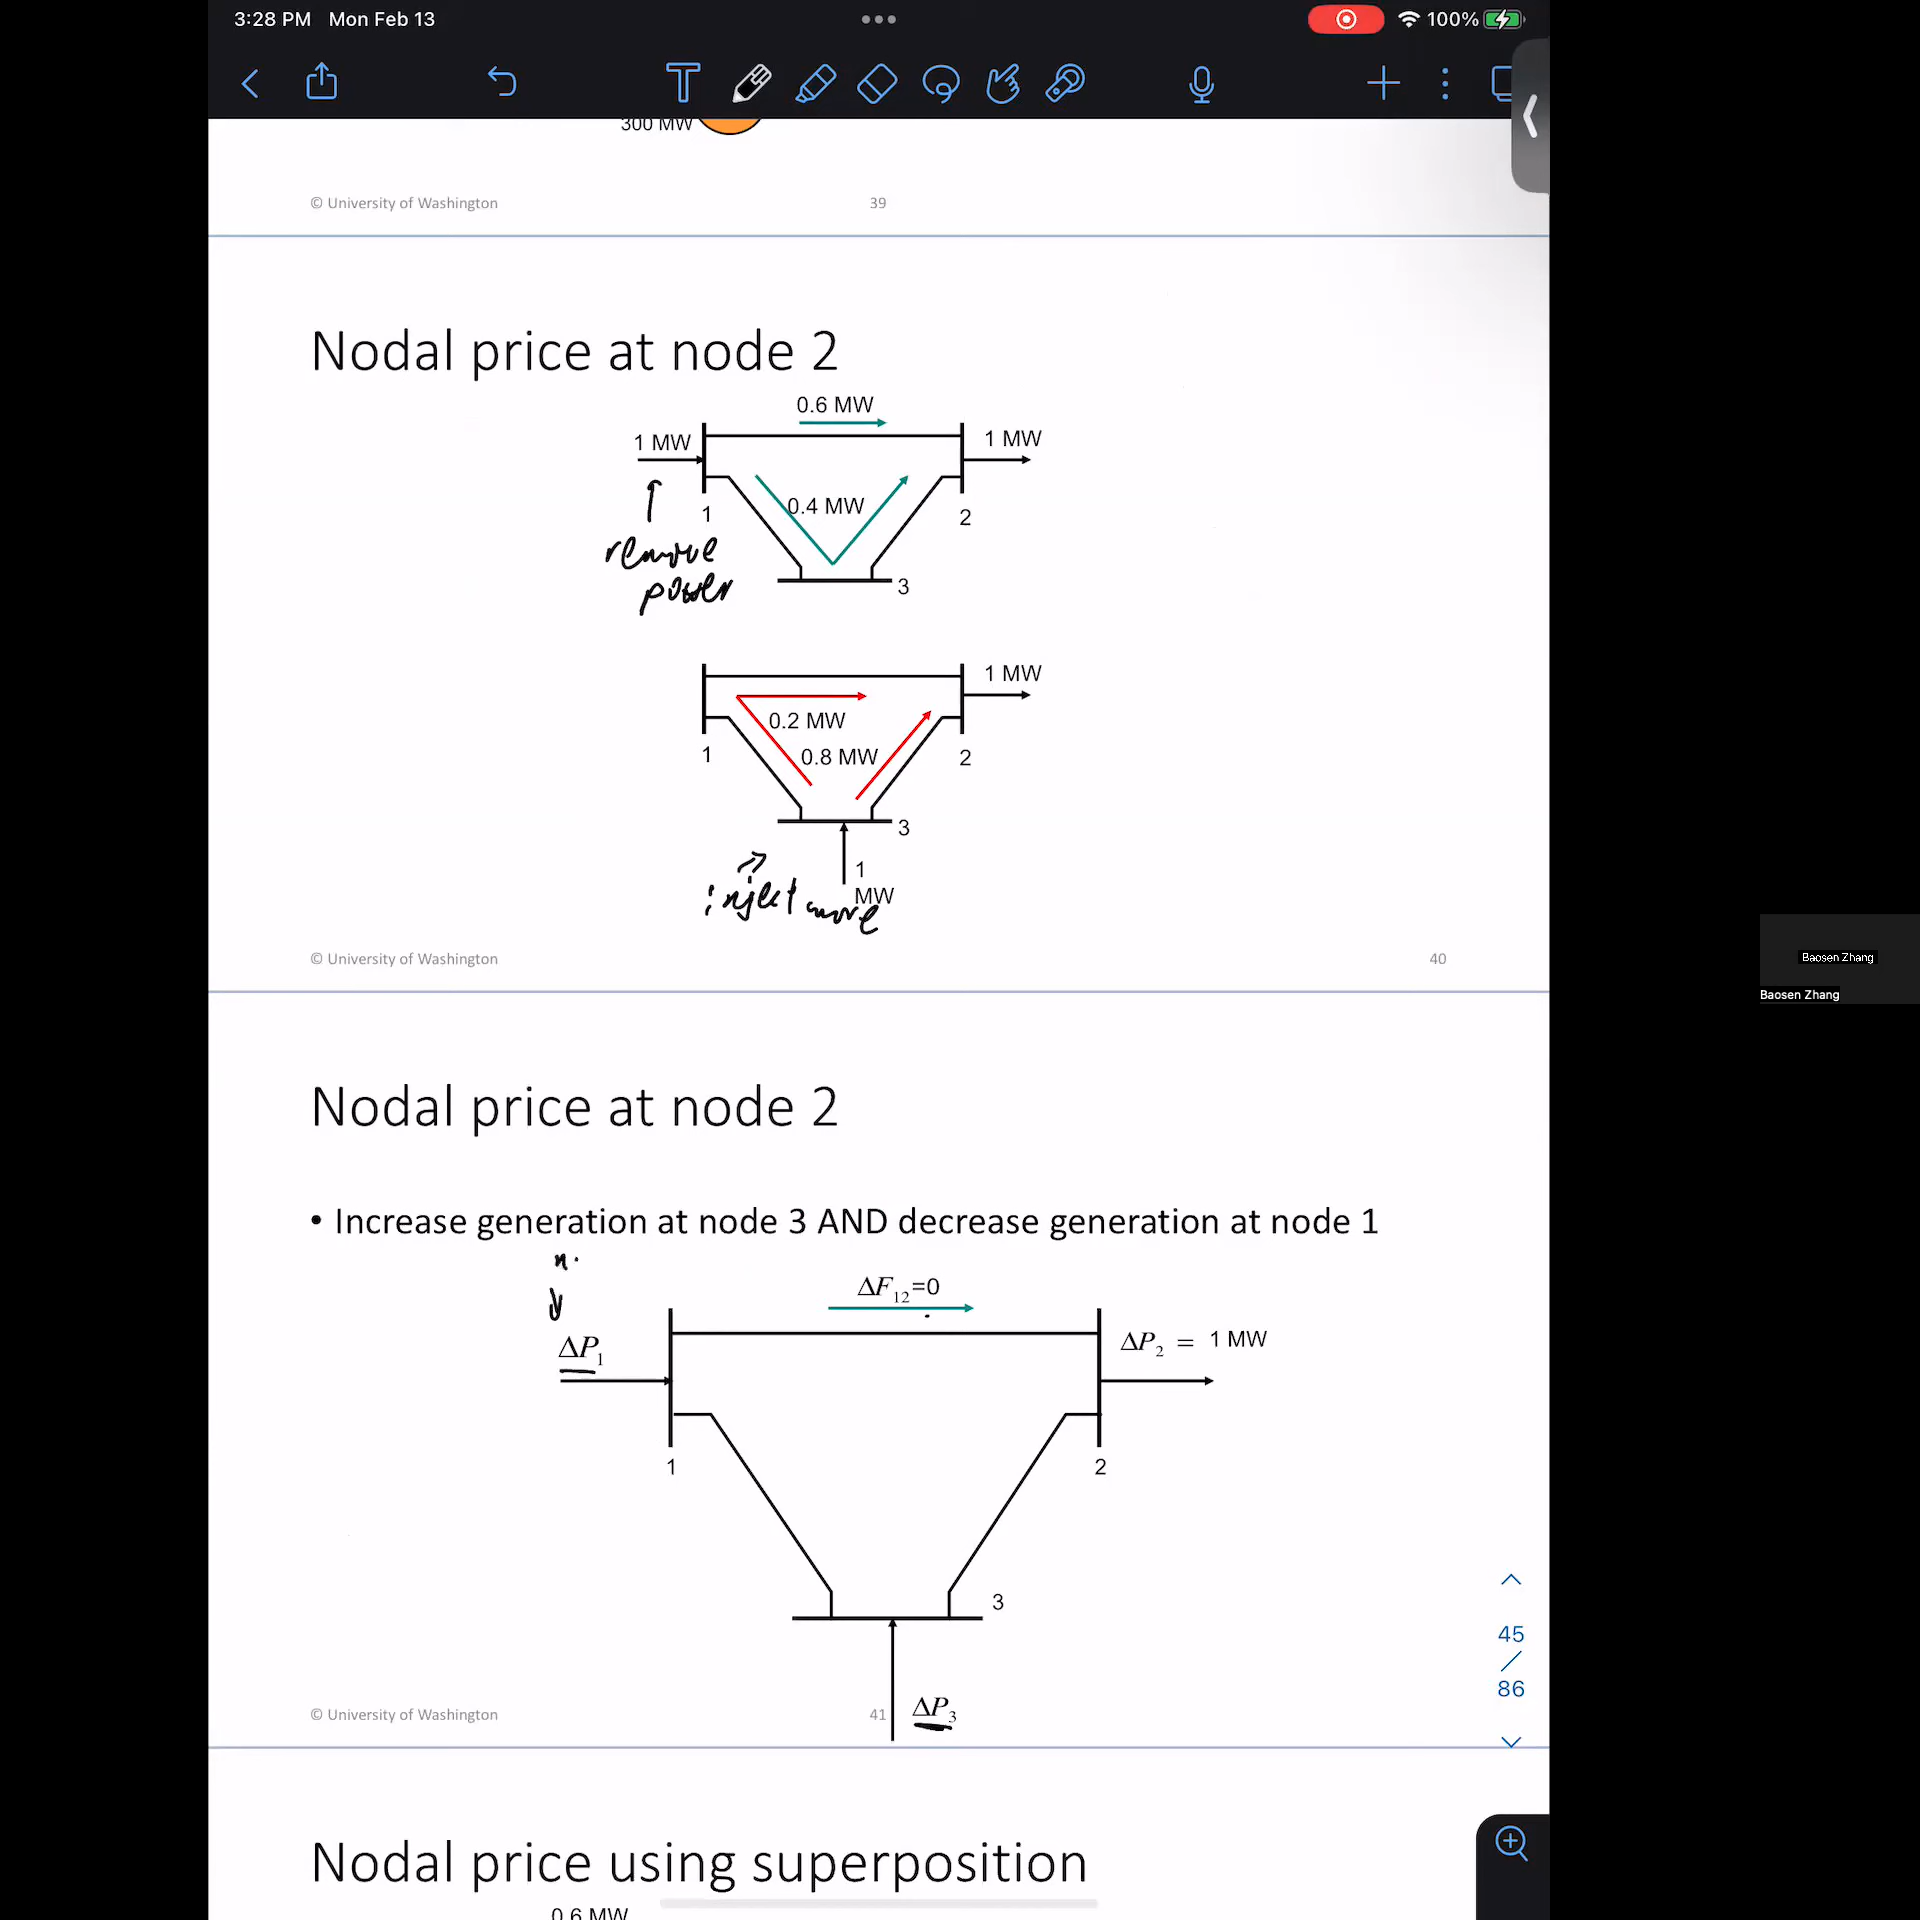 3:28 PM Mon Feb 13
100%
300 MW
© University of Washington
39
Nodal price at node 2
0.6 MW
1 MW
1 MW
0.4 MW
1
2
remove
power
3
1 MW
0.2 MW
0.8 MW
1
2
3
1
MW
inject more
© University of Washington
40
Baosen Zhang
Baosen Zhang
Nodal price at node 2
• Increase generation at node 3 AND decrease generation at node 1
ΔF12=0
ΔP1
ΔP2 = 1 MW
1
2
3
45
/
86
© University of Washington
41
ΔP3
Nodal price using superposition
0.6 MW